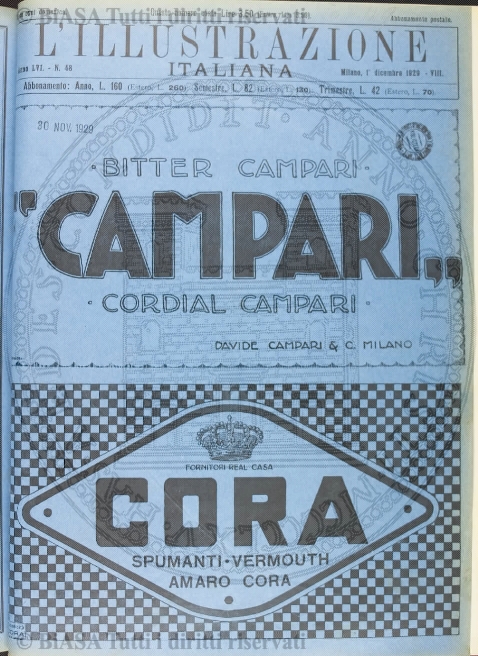 © BIASA Tutti i diritti riservati
L'ILLUSTRAZIONE
ITALIANA
Abbonamento postale.
Anno LVI. - N. 48
Milano, 1 dicembre 1929 - VIII.
Abbonamento: Anno, L. 160 (Estero, L. 260); Semestre, L. 82 (Estero, L. 130); Trimestre, L. 42 (Estero, L. 70).
30 NOV. 1929
·BITTER CAMPARI·
"CAMPARI„
·CORDIAL CAMPARI·
DAVIDE CAMPARI & C. MILANO
FORNITORI REAL CASA
CORA
SPUMANTI·VERMOUTH
AMARO CORA
© BIASA Tutti i diritti riservati